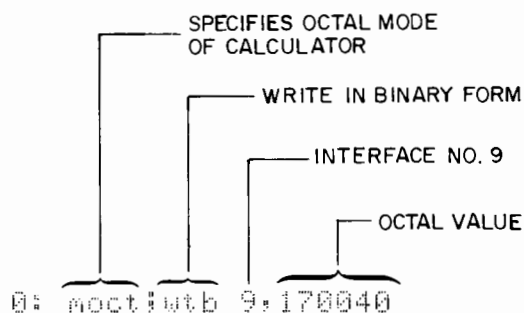 SPECIFIES OCTAL MODE
OF CALCULATOR
WRITE IN BINARY FORM
INTERFACE NO. 9
OCTAL VALUE
0: moct;wtb 9,170040